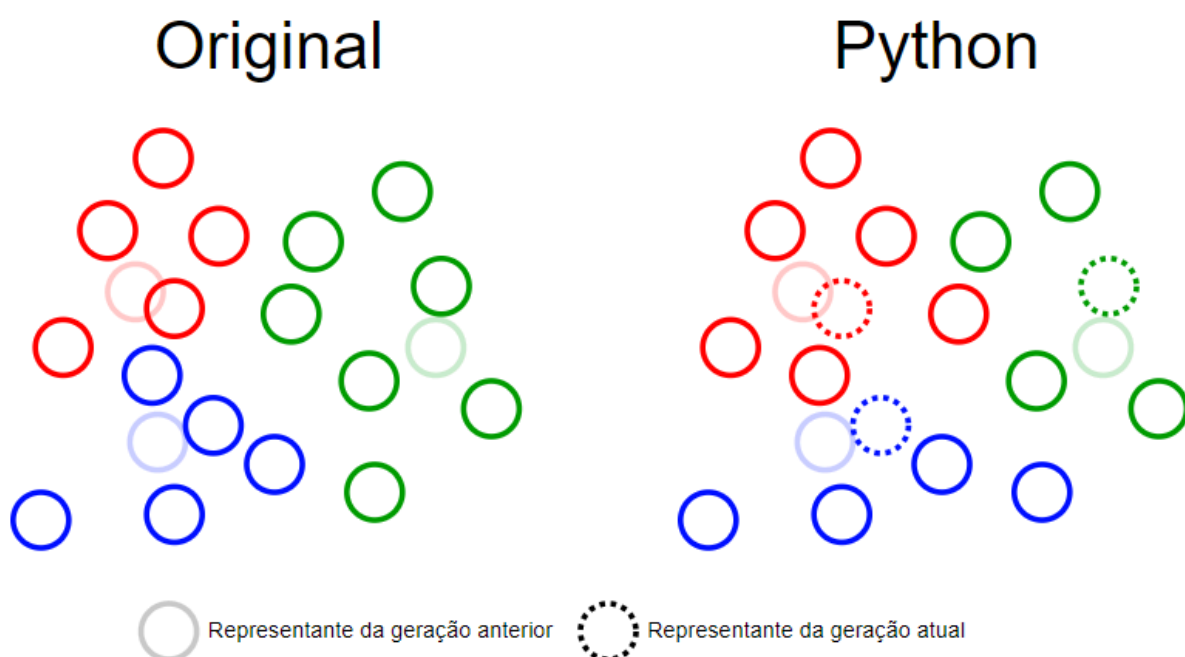 Original
Python
Representante da geração anterior
Representante da geração atual